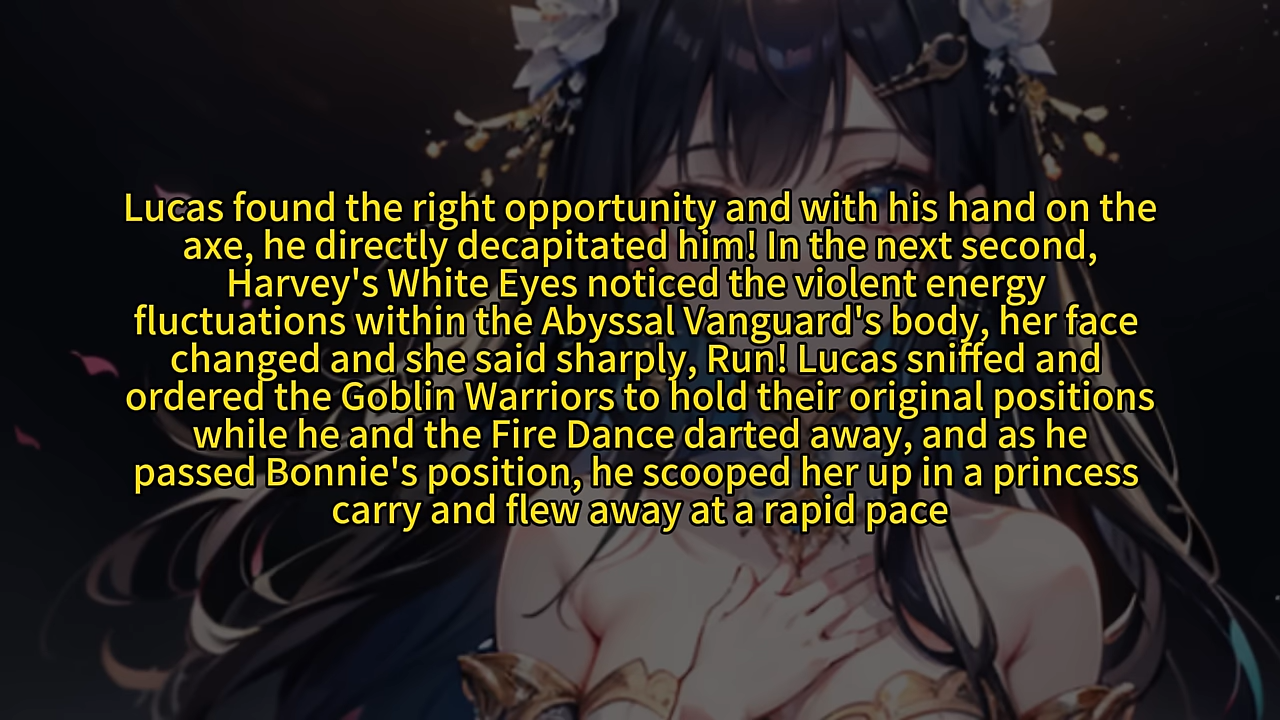 Lucas found the right opportunity and with his hand on the
axe, he directly decapitated him! In the next second,
Harvey's White Eyes noticed the violent energy
fluctuations within the Abyssal Vanguard's body, her face
changed and she said sharply, Run! Lucas sniffed and
ordered the Goblin Warriors to hold their original positions
while he and the Fire Dance darted away, and as he
passed Bonnie's position, he scooped her up in a princess
carry and flew away at a rapid pace